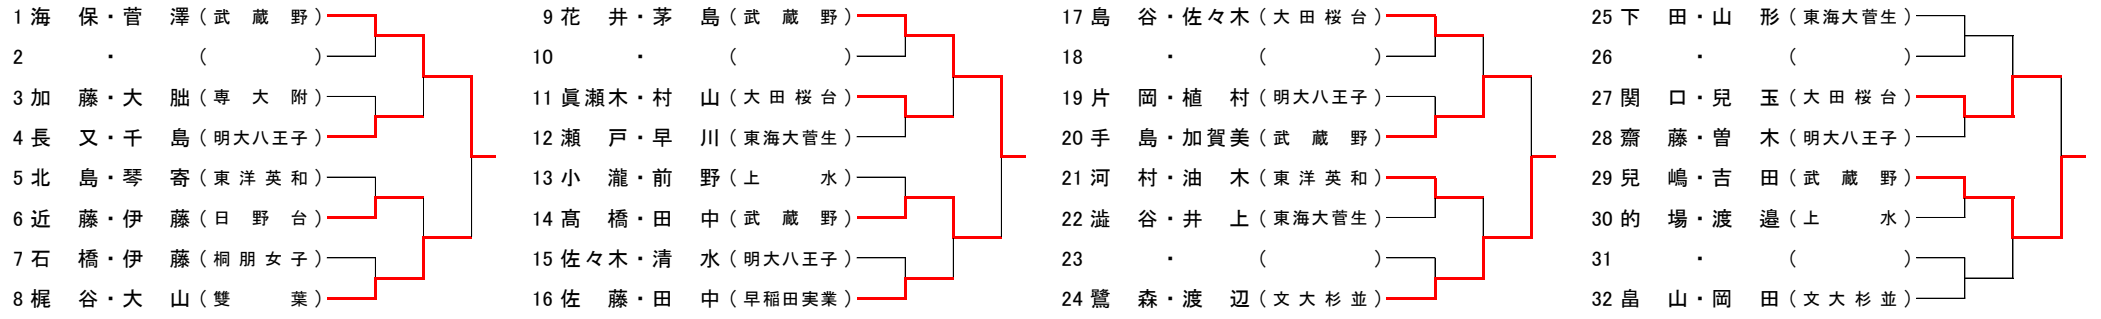 1 海 保・菅 澤 ( 武 蔵 野 )
2 ・ ( )
3 加 藤・大 朏 ( 専 大 附 )
4 長 又・千 島 ( 明大八王子 )
5 北 島・琴 寄 ( 東 洋 英 和 )
6 近 藤・伊 藤 ( 日 野 台 )
7 石 橋・伊 藤 ( 桐 朋 女 子 )
8 梶 谷・大 山 ( 雙 葉 )
9 花 井・茅 島 ( 武 蔵 野 )
10 ・ ( )
11 眞瀬木・村 山 ( 大 田 桜 台 )
12 瀬 戸・早 川 ( 東海大菅生 )
13 小 瀧・前 野 ( 上 水 )
14 髙 橋・田 中 ( 武 蔵 野 )
15 佐々木・清 水 ( 明大八王子 )
16 佐 藤・田 中 ( 早稲田実業 )
17 島 谷・佐々木 ( 大 田 桜 台 )
18 ・ ( )
19 片 岡・植 村 ( 明大八王子 )
20 手 島・加賀美 ( 武 蔵 野 )
21 河 村・油 木 ( 東 洋 英 和 )
22 澁 谷・井 上 ( 東海大菅生 )
23 ・ ( )
24 鷺 森・渡 辺 ( 文 大 杉 並 )
25 下 田・山 形 ( 東海大菅生 )
26 ・ ( )
27 関 口・兒 玉 ( 大 田 桜 台 )
28 齋 藤・曽 木 ( 明大八王子 )
29 兒 嶋・吉 田 ( 武 蔵 野 )
30 的 場・渡 邉 ( 上 水 )
31 ・ ( )
32 畠 山・岡 田 ( 文 大 杉 並 )